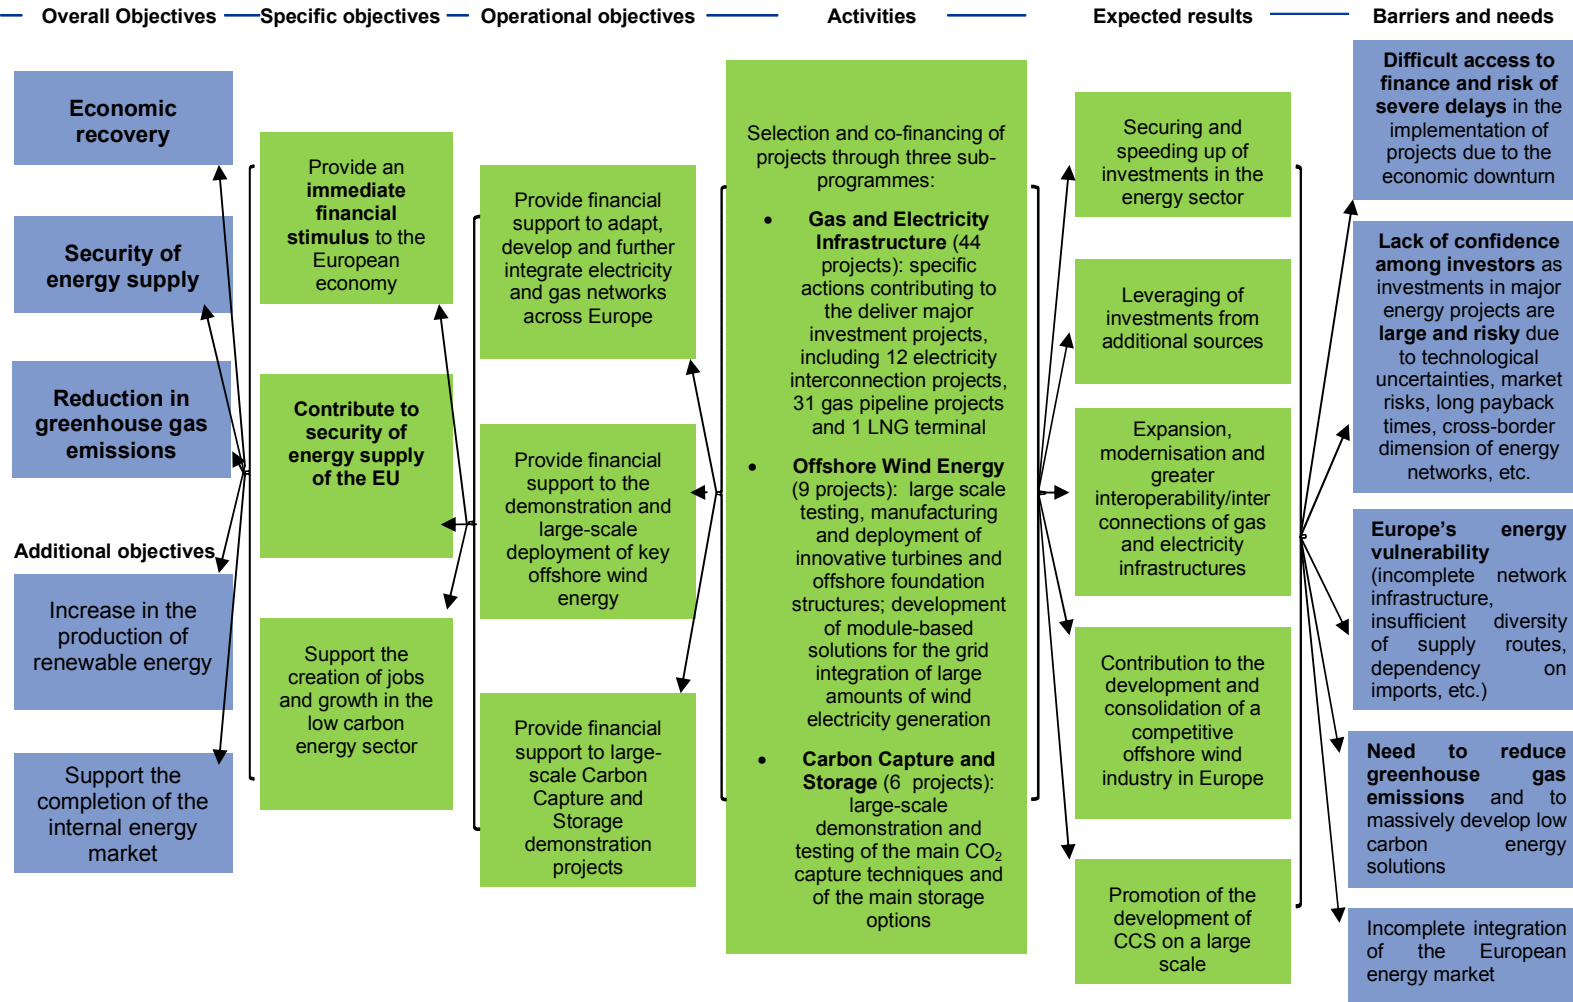 Overall Objectives
Specific objectives
Operational objectives
Activities
Expected results
Barriers and needs
Economic
recovery
Security of
energy supply
Reduction in
greenhouse gas
emissions
Additional objectives
Increase in the
production of
renewable energy
Support the
completion of the
internal energy
market
Provide an
immediate
financial
stimulus to the
European
economy
Contribute to
security of
energy supply
of the EU
Support the
creation of jobs
and growth in the
low carbon
energy sector
Provide financial
support to adapt,
develop and further
integrate electricity
and gas networks
across Europe
Provide financial
support to the
demonstration and
large-scale
deployment of key
offshore wind
energy
Provide financial
support to large-
scale Carbon
Capture and
Storage
demonstration
projects
Selection and co-financing of
projects through three sub-
programmes:
• Gas and Electricity
Infrastructure (44
projects): specific
actions contributing to
the deliver major
investment projects,
including 12 electricity
interconnection projects,
31 gas pipeline projects
and 1 LNG terminal
• Offshore Wind Energy
(9 projects): large scale
testing, manufacturing
and deployment of
innovative turbines and
offshore foundation
structures; development
of module-based
solutions for the grid
integration of large
amounts of wind
electricity generation
• Carbon Capture and
Storage (6 projects):
large-scale
demonstration and
testing of the main CO₂
capture techniques and
of the main storage
options
Securing and
speeding up of
investments in the
energy sector
Leveraging of
investments from
additional sources
Expansion,
modernisation and
greater
interoperability/inter
connections of gas
and electricity
infrastructures
Contribution to the
development and
consolidation of a
competitive
offshore wind
industry in Europe
Promotion of the
development of
CCS on a large
scale
Difficult access to
finance and risk of
severe delays in the
implementation of
projects due to the
economic downturn
Lack of confidence
among investors as
investments in major
energy projects are
large and risky due
to technological
uncertainties, market
risks, long payback
times, cross-border
dimension of energy
networks, etc.
Europe’s energy
vulnerability
(incomplete network
infrastructure,
insufficient diversity
of supply routes,
dependency on
imports, etc.)
Need to reduce
greenhouse gas
emissions and to
massively develop low
carbon energy
solutions
Incomplete integration
of the European
energy market